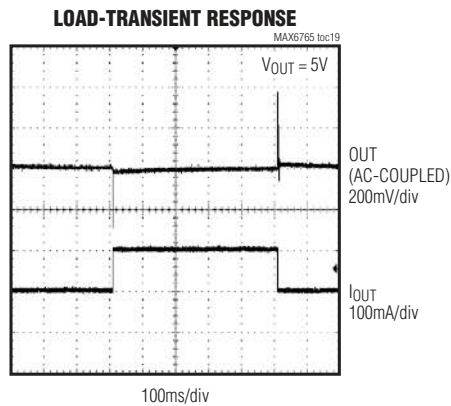 LOAD-TRANSIENT RESPONSE
MAX6765 toc19
VOUT = 5V
OUT
(AC-COUPLED)
200mV/div
IOUT
100mA/div
100ms/div